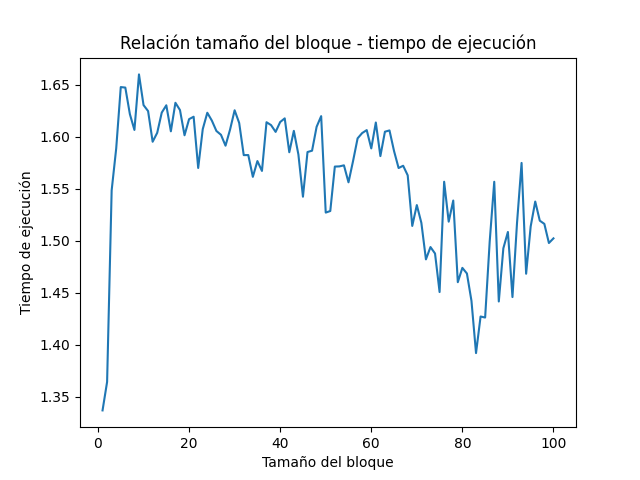 Relación tamaño del bloque - tiempo de ejecución
Tiempo de ejecución
1.65
1.60
1.55
1.50
1.45
1.40
1.35
0 20 40 60 80 100
Tamaño del bloque